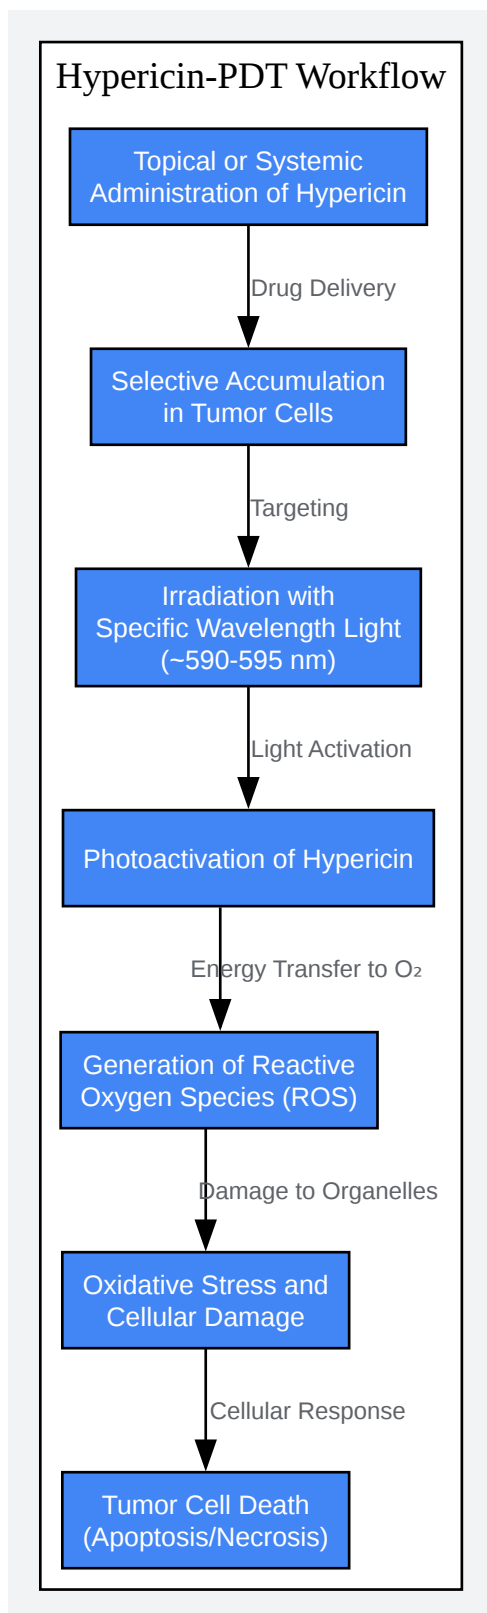 Hypericin-PDT Workflow
Topical or Systemic
Administration of Hypericin
Drug Delivery
Selective Accumulation
in Tumor Cells
Targeting
Irradiation with
Specific Wavelength Light
(~590-595 nm)
Light Activation
Photoactivation of Hypericin
Energy Transfer to O₂
Generation of Reactive
Oxygen Species (ROS)
Damage to Organelles
Oxidative Stress and
Cellular Damage
Cellular Response
Tumor Cell Death
(Apoptosis/Necrosis)